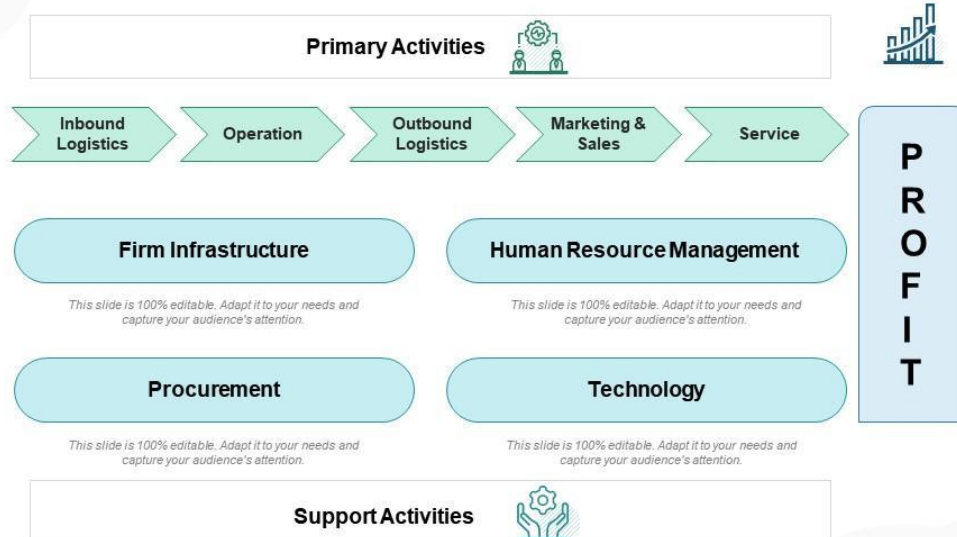 Primary Activities
Inbound
Logistics
Operation
Outbound
Logistics
Marketing &
Sales
Service
P
R
O
F
I
T
Firm Infrastructure
This slide is 100% editable. Adapt it to your needs and
capture your audience's attention.
Human Resource Management
This slide is 100% editable. Adapt it to your needs and
capture your audience's attention.
Procurement
This slide is 100% editable. Adapt it to your needs and
capture your audience's attention.
Technology
This slide is 100% editable. Adapt it to your needs and
capture your audience's attention.
Support Activities